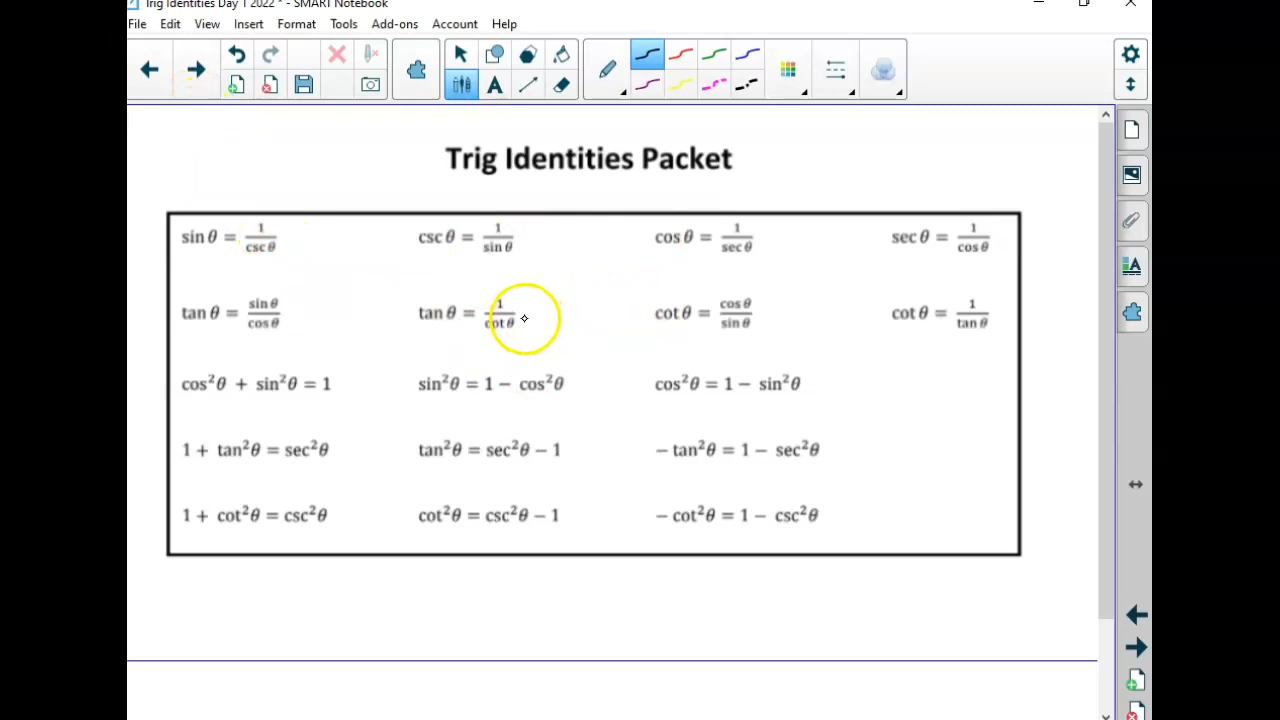 Trig Identities Day 1 2022 * - SMART Notebook
File Edit View Insert Format Tools Add-ons Account Help
Trig Identities Packet
sin θ = 1/csc θ csc θ = 1/sin θ cos θ = 1/sec θ sec θ = 1/cos θ
tan θ = sin θ/cos θ tan θ = 1/cot θ cot θ = cos θ/sin θ cot θ = 1/tan θ
cos²θ + sin²θ = 1 sin²θ = 1 − cos²θ cos²θ = 1 − sin²θ
1 + tan²θ = sec²θ tan²θ = sec²θ − 1 − tan²θ = 1 − sec²θ
1 + cot²θ = csc²θ cot²θ = csc²θ − 1 − cot²θ = 1 − csc²θ